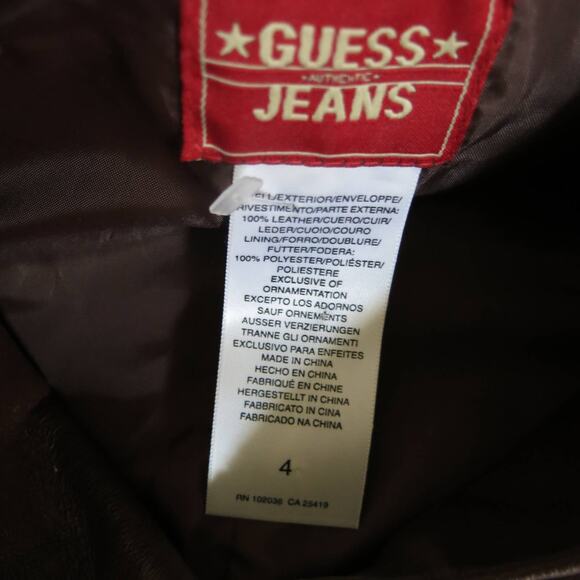 ★GUESS★
AUTHENTIC
JEANS
/EXTERIOR/ENVELOPPE/
RIVESTIMENTO/PARTE EXTERNA:
100% LEATHER/CUERO/CUIR/
LEDER/CUOIO/COURO
LINING/FORRO/DOUBLURE/
FUTTER/FODERA:
100% POLYESTER/POLIÉSTER/
POLIESTERE
EXCLUSIVE OF
ORNAMENTATION
EXCEPTO LOS ADORNOS
SAUF ORNEMENTS
AUSSER VERZIERUNGEN
TRANNE GLI ORNAMENTI
EXCLUSIVO PARA ENFEITES
MADE IN CHINA
HECHO EN CHINA
FABRIQUÉ EN CHINE
HERGESTELLT IN CHINA
FABBRICATO IN CINA
FABRICADO NA CHINA
4
RN 102036 CA 25419